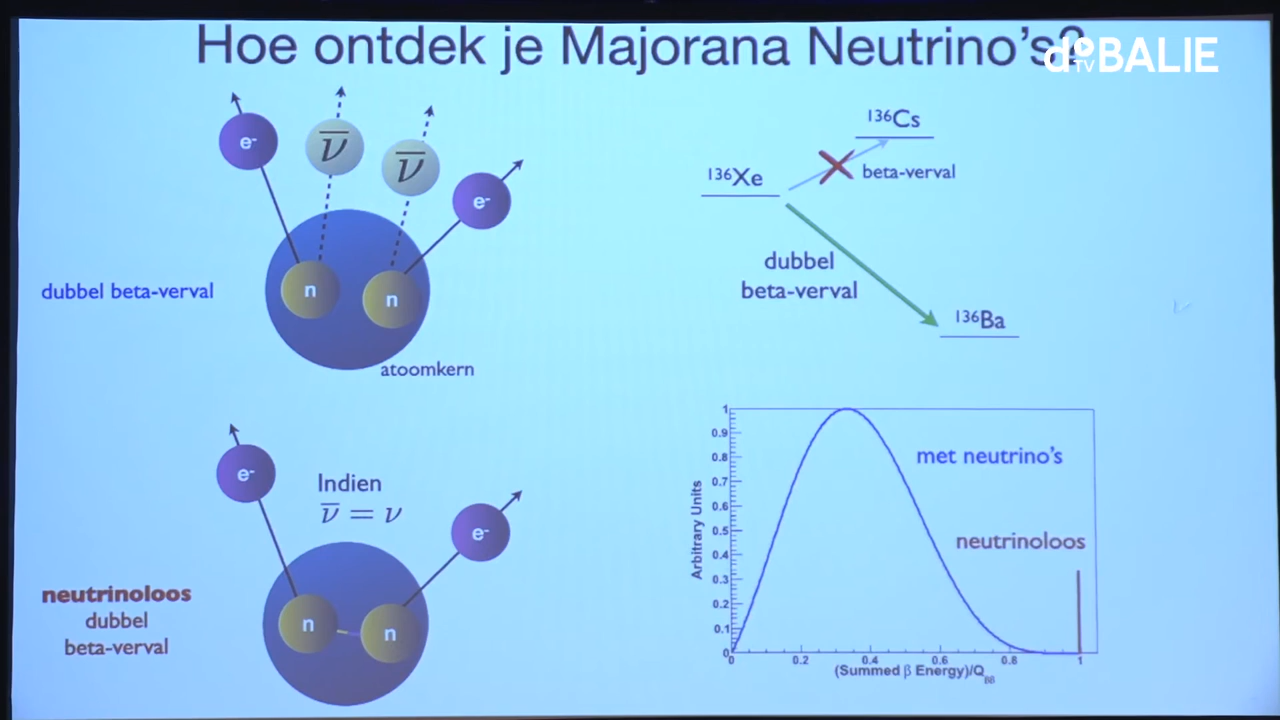 Hoe ontdek je Majorana Neutrino's?
dTV BALIE
e-
ν̅
ν̅
e-
n
n
dubbel beta-verval
atoomkern
136Cs
136Xe
beta-verval
dubbel
beta-verval
136Ba
e-
Indien
ν̅ = ν
e-
n
n
neutrinoloos
dubbel
beta-verval
1
0.9
0.8
0.7
0.6
0.5
0.4
0.3
0.2
0.1
0
Arbitrary Units
met neutrino's
neutrinoloos
0 0.2 0.4 0.6 0.8 1
(Summed β Energy)/Qββ